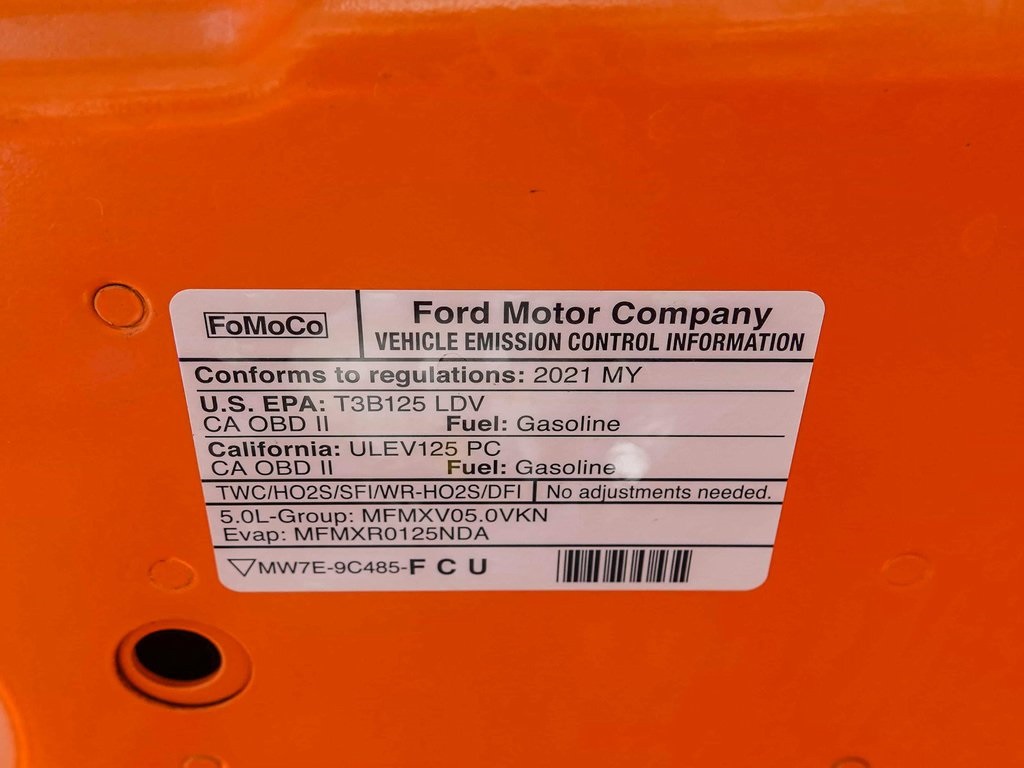 FoMoCo
Ford Motor Company
VEHICLE EMISSION CONTROL INFORMATION
Conforms to regulations: 2021 MY
U.S. EPA: T3B125 LDV
CA OBD II Fuel: Gasoline
California: ULEV125 PC
CA OBD II Fuel: Gasoline
TWC/HO2S/SFI/WR-HO2S/DFI No adjustments needed.
5.0L-Group: MFMXV05.0VKN
Evap: MFMXR0125NDA
MW7E-9C485-F C U